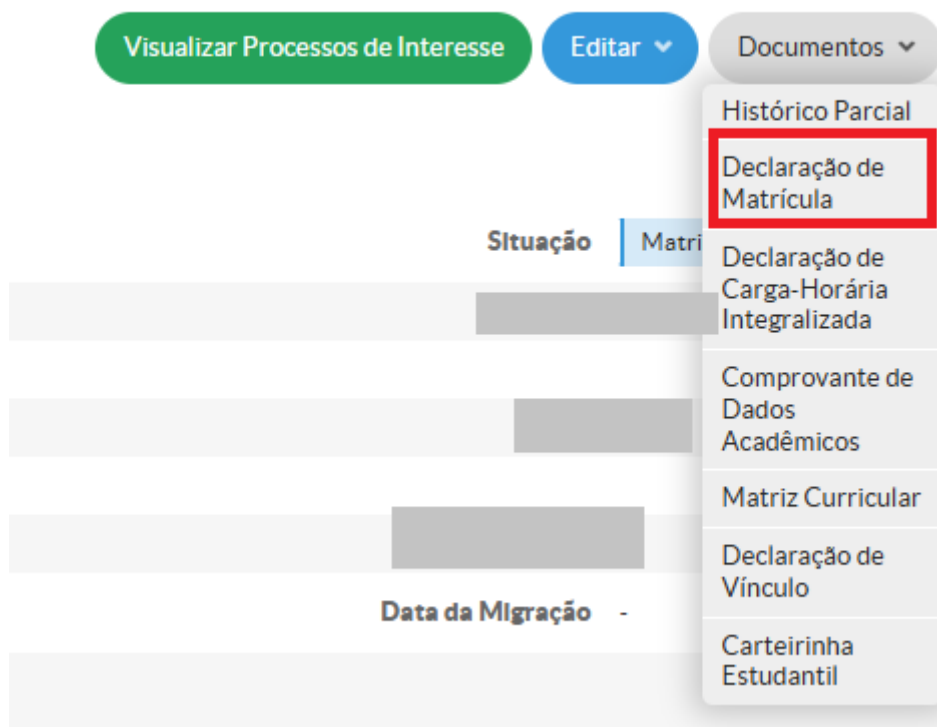 Visualizar Processos de Interesse
Editar
Documentos
Histórico Parcial
Declaração de
Matrícula
Situação
Matri
Declaração de
Carga-Horária
Integralizada
Comprovante de
Dados
Acadêmicos
Matriz Curricular
Declaração de
Vínculo
Data da Migração -
Carteirinha
Estudantil